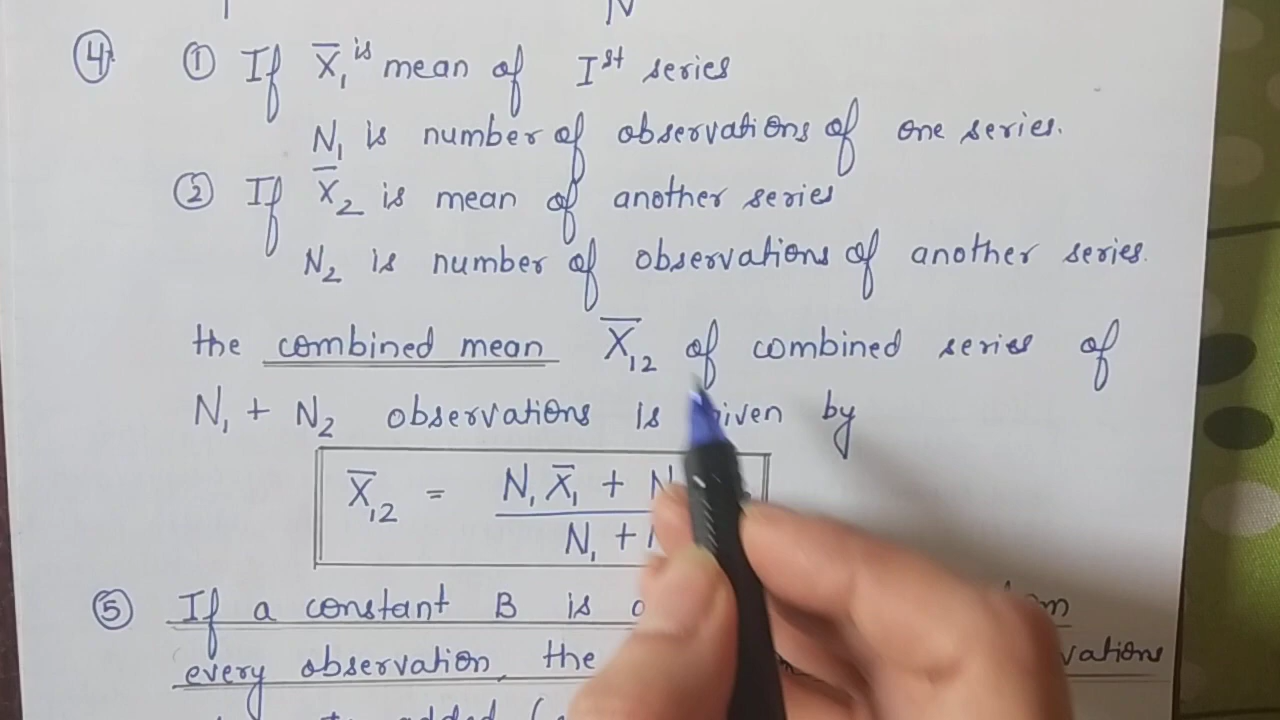 N
④ ① If X̄₁ is mean of Iˢᵗ series
N₁ is number of observations of one series.
② If X̄₂ is mean of another series
N₂ is number of observations of another series.
the combined mean X̄₁₂ of combined series of
N₁ + N₂ observations is given by
X̄₁₂ = N₁ X̄₁ + N
N₁ +
⑤ If a constant B is
every observation, the
added